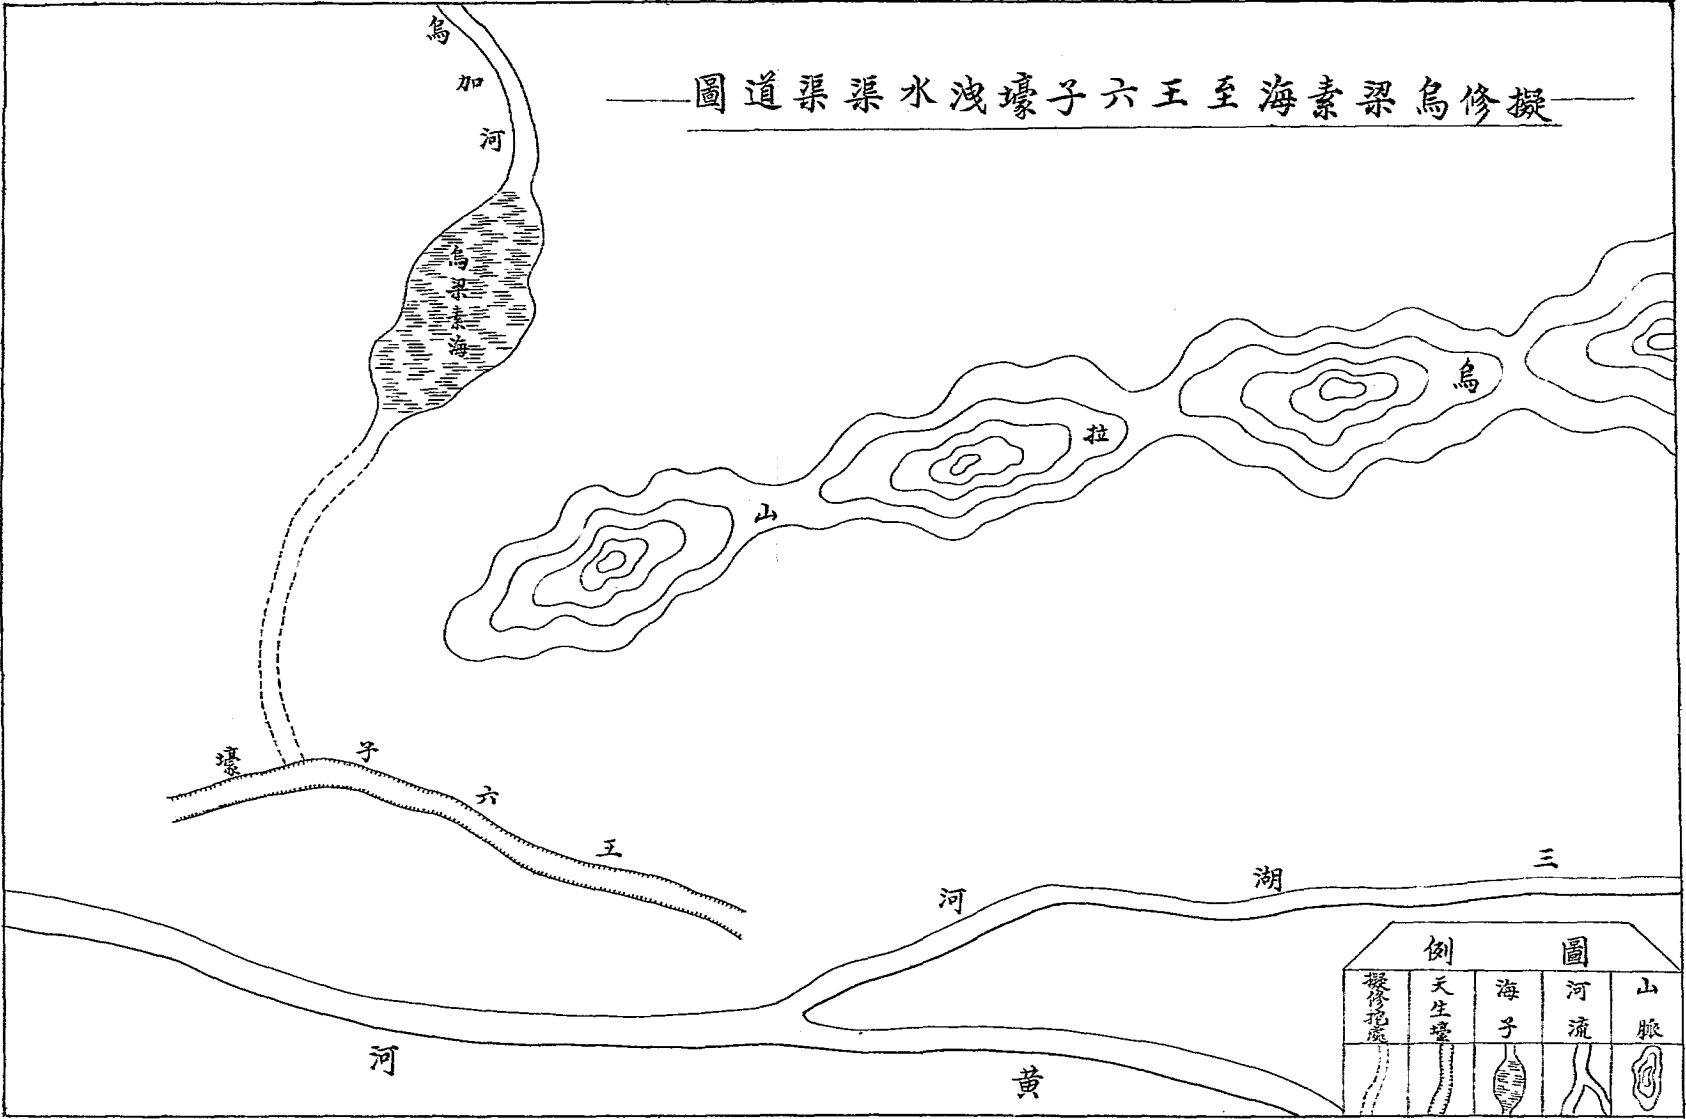 擬修烏梁素海至王六子壕洩水渠渠道圖
烏加河
烏梁素海
烏拉山
王六子壕
三湖河
黄河
圖例
山脈
河流
海子
天生壕
擬修挖處